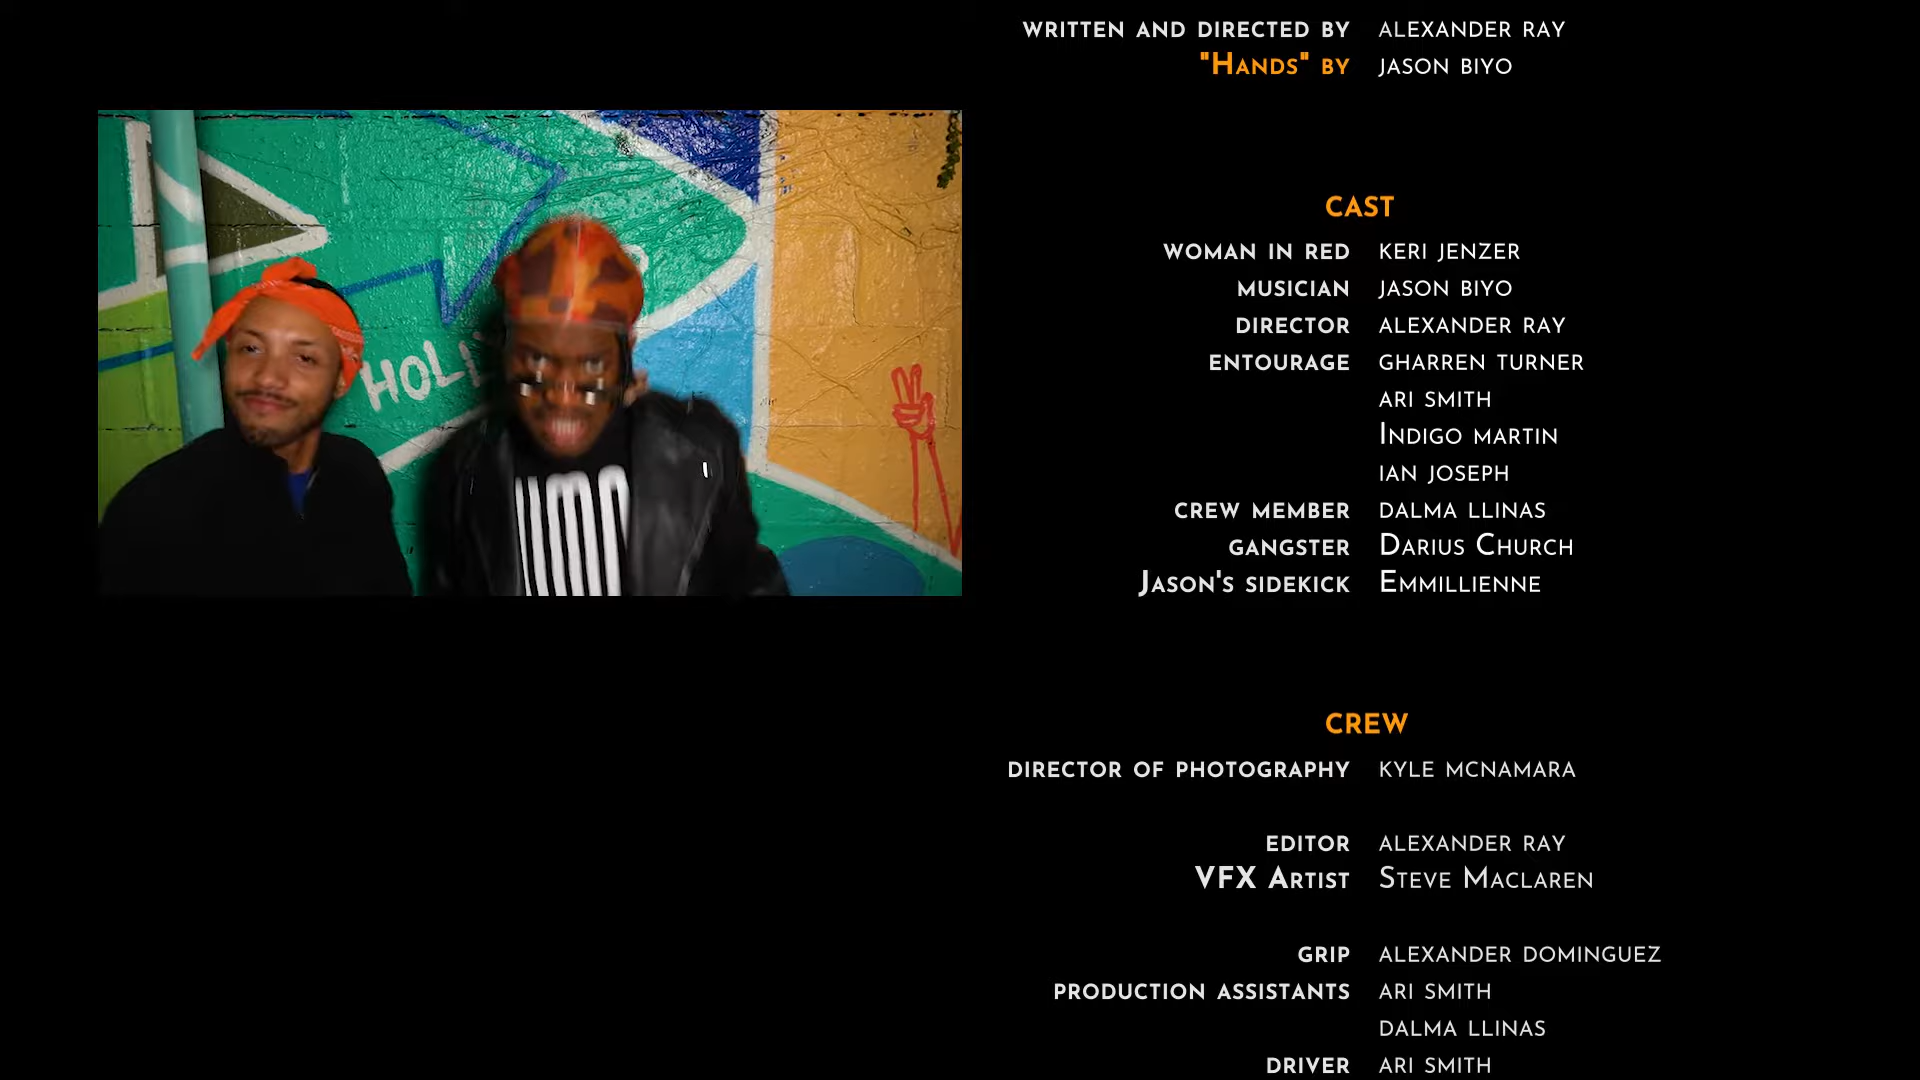 WRITTEN AND DIRECTED BY ALEXANDER RAY
"HANDS" BY JASON BIYO
CAST
WOMAN IN RED KERI JENZER
MUSICIAN JASON BIYO
DIRECTOR ALEXANDER RAY
ENTOURAGE GHARREN TURNER
ARI SMITH
INDIGO MARTIN
IAN JOSEPH
CREW MEMBER DALMA LLINAS
GANGSTER DARIUS CHURCH
JASON'S SIDEKICK EMMILLIENNE
HOLL
CREW
DIRECTOR OF PHOTOGRAPHY KYLE MCNAMARA
EDITOR ALEXANDER RAY
VFX ARTIST STEVE MACLAREN
GRIP ALEXANDER DOMINGUEZ
PRODUCTION ASSISTANTS ARI SMITH
DALMA LLINAS
DRIVER ARI SMITH